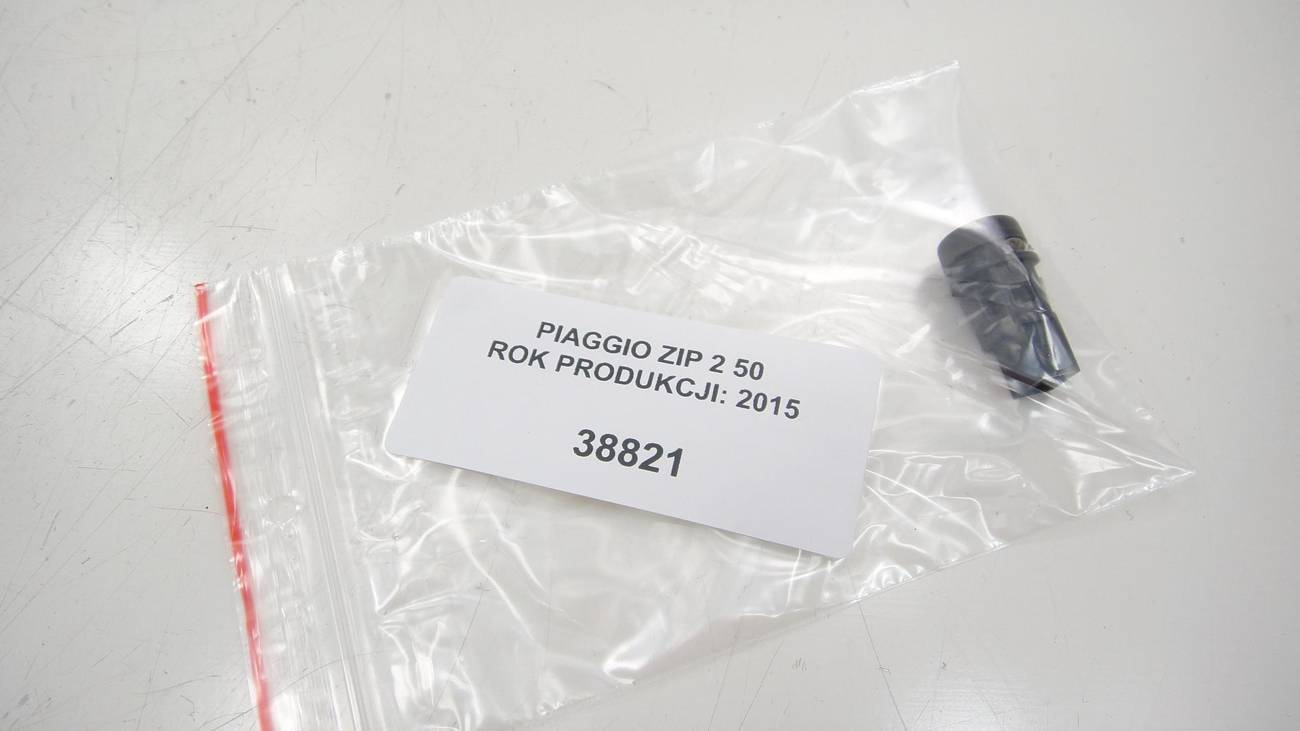 PIAGGIO ZIP 2 50
ROK PRODUKCJI: 2015
38821